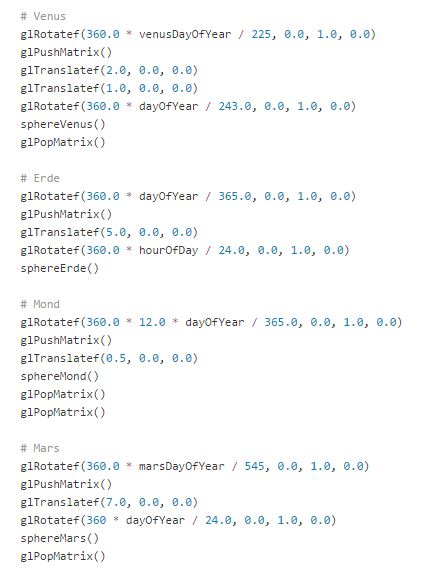 # Venus
glRotatef(360.0 * venusDayOfYear / 225, 0.0, 1.0, 0.0)
glPushMatrix()
glTranslatef(2.0, 0.0, 0.0)
glTranslatef(1.0, 0.0, 0.0)
glRotatef(360.0 * dayOfYear / 243.0, 0.0, 1.0, 0.0)
sphereVenus()
glPopMatrix()
# Erde
glRotatef(360.0 * dayOfYear / 365.0, 0.0, 1.0, 0.0)
glPushMatrix()
glTranslatef(5.0, 0.0, 0.0)
glRotatef(360.0 * hourOfDay / 24.0, 0.0, 1.0, 0.0)
sphereErde()
# Mond
glRotatef(360.0 * 12.0 * dayOfYear / 365.0, 0.0, 1.0, 0.0)
glPushMatrix()
glTranslatef(0.5, 0.0, 0.0)
sphereMond()
glPopMatrix()
glPopMatrix()
# Mars
glRotatef(360.0 * marsDayOfYear / 545, 0.0, 1.0, 0.0)
glPushMatrix()
glTranslatef(7.0, 0.0, 0.0)
glRotatef(360 * dayOfYear / 24.0, 0.0, 1.0, 0.0)
sphereMars()
glPopMatrix()